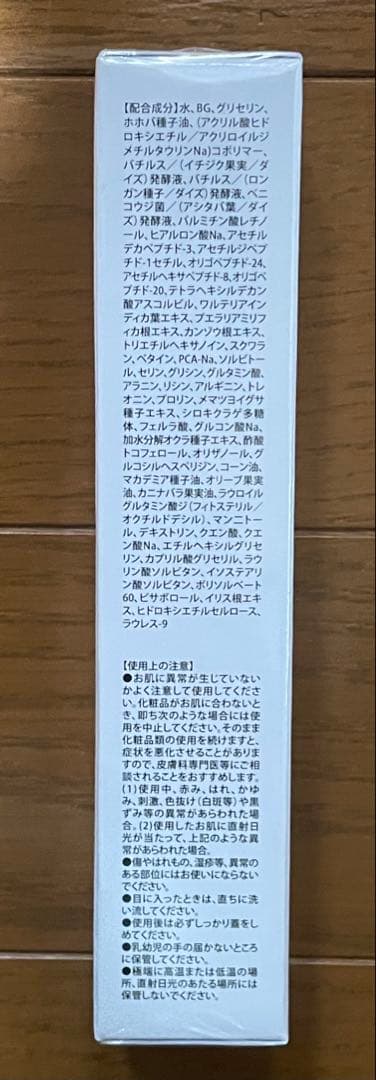 【配合成分】水、BG、グリセリン、
ホホバ種子油、(アクリル酸ヒド
ロキシエチル/アクリロイルジ
メチルタウリンNa)コポリマー、
バチルス/(イチジク果実/ダ
イズ)発酵液、バチルス/(ロン
ガン種子/ダイズ)発酵液、ベニ
コウジ菌/(アシタバ葉/ダイ
ズ)発酵液、パルミチン酸レチノ
ール、ヒアルロン酸Na、アセチル
デカペプチド-3、アセチルジペプ
チド-1セチル、オリゴペプチド-24、
アセチルヘキサペプチド-8、オリゴペ
プチド-20、テトラヘキシルデカン
酸アスコルビル、ワルテリアイン
ディカ葉エキス、プエラリアミリフ
ィカ根エキス、カンゾウ根エキス、
トリエチルヘキサノイン、スクワラ
ン、ベタイン、PCA-Na、ソルビト
ール、セリン、グリシン、グルタミン酸、
アラニン、リシン、アルギニン、トレ
オニン、プロリン、メマツヨイグサ
種子エキス、シロキクラゲ多糖
体、フェルラ酸、グルコン酸Na、
加水分解オクラ種子エキス、酢酸
トコフェロール、オリザノール、グ
ルコシルヘスペリジン、コーン油、
マカデミア種子油、オリーブ果実
油、カニナバラ果実油、ラウロイル
グルタミン酸ジ(フィトステリル/
オクチルドデシル)、マンニトー
ル、デキストリン、クエン酸、クエ
ン酸Na、エチルヘキシルグリセ
リン、カプリル酸グリセリル、ラウ
リン酸ソルビタン、イソステアリ
ン酸ソルビタン、ポリソルベート
60、ビサボロール、イリス根エキ
ス、ヒドロキシエチルセルロース、
ラウレス-9
【使用上の注意】
●お肌に異常が生じていない
かよく注意して使用してくださ
い。化粧品がお肌に合わないと
き、即ち次のような場合には使
用を中止してください。そのまま
化粧品類の使用を続けますと、
症状を悪化させることがありま
すので、皮膚科専門医等にご相
談されることをおすすめします。
(1)使用中、赤み、はれ、かゆ
み、刺激、色抜け(白斑等)や黒
ずみ等の異常があらわれた場
合。(2)使用したお肌に直射日
光が当たって、上記のような異
常があらわれた場合。
●傷やはれもの、湿疹等、異常の
ある部位にはお使いにならない
でください。
●目に入ったときは、直ちに洗
い流してください。
●使用後は必ずしっかり蓋をし
めてください。
●乳幼児の手の届かないところ
に保管してください。
●極端に高温または低温の場
所、直射日光のあたる場所には
保管しないでください。